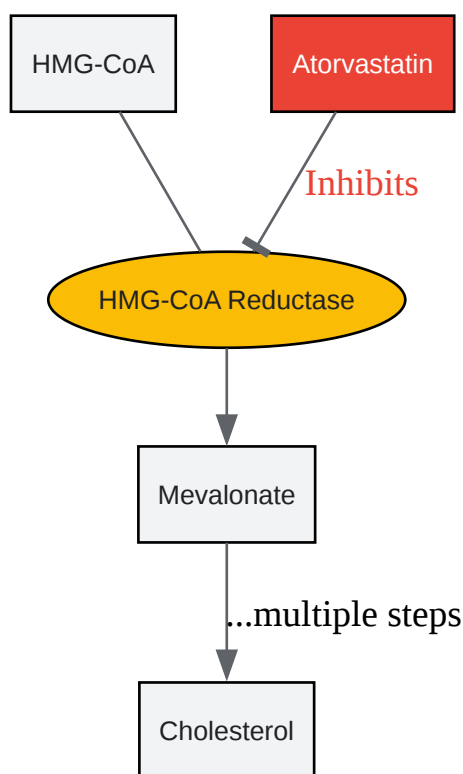 HMG-CoA
Atorvastatin
Inhibits
HMG-CoA Reductase
Mevalonate
...multiple steps
Cholesterol